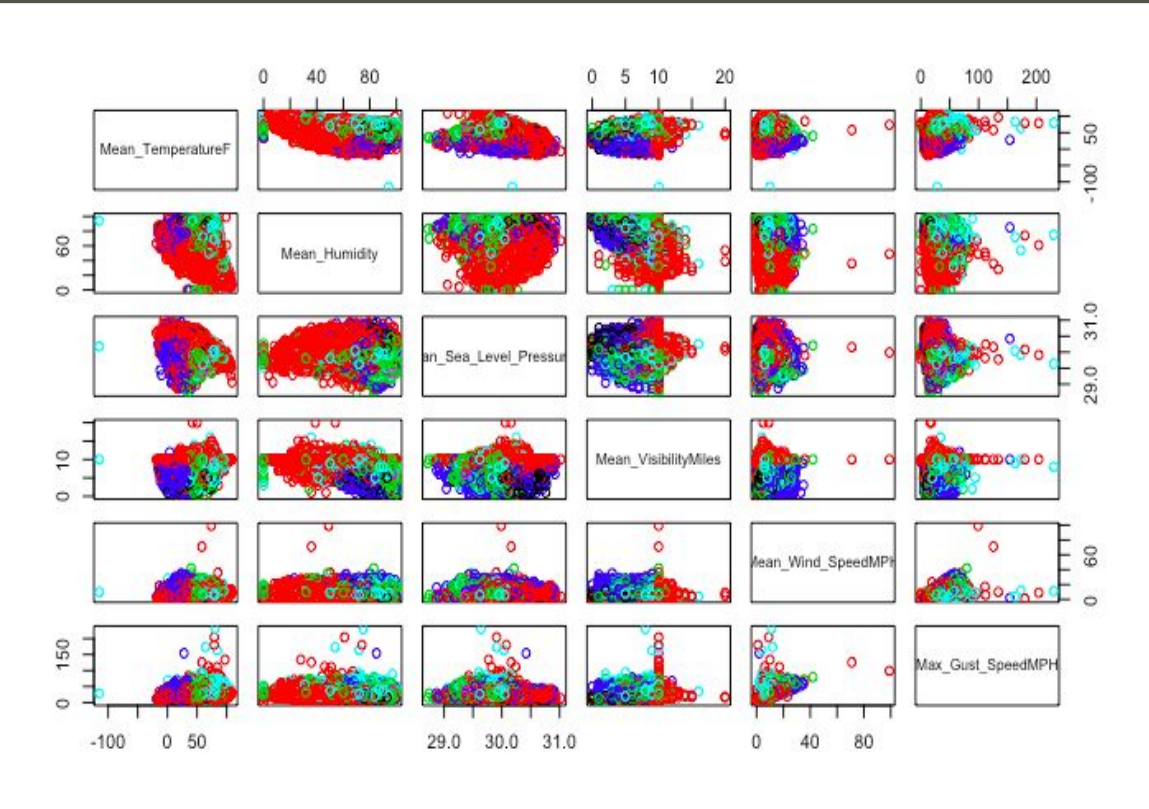 0 40 80 0 5 10 20 0 100 200
Mean_TemperatureF
-100 50
0 60
Mean_Humidity
an_Sea_Level_Pressur
29.0 31.0
0 10
Mean_VisibilityMiles
Mean_Wind_SpeedMPH
0 60
0 150
Max_Gust_SpeedMPH
-100 0 50 29.0 30.0 31.0 0 40 80